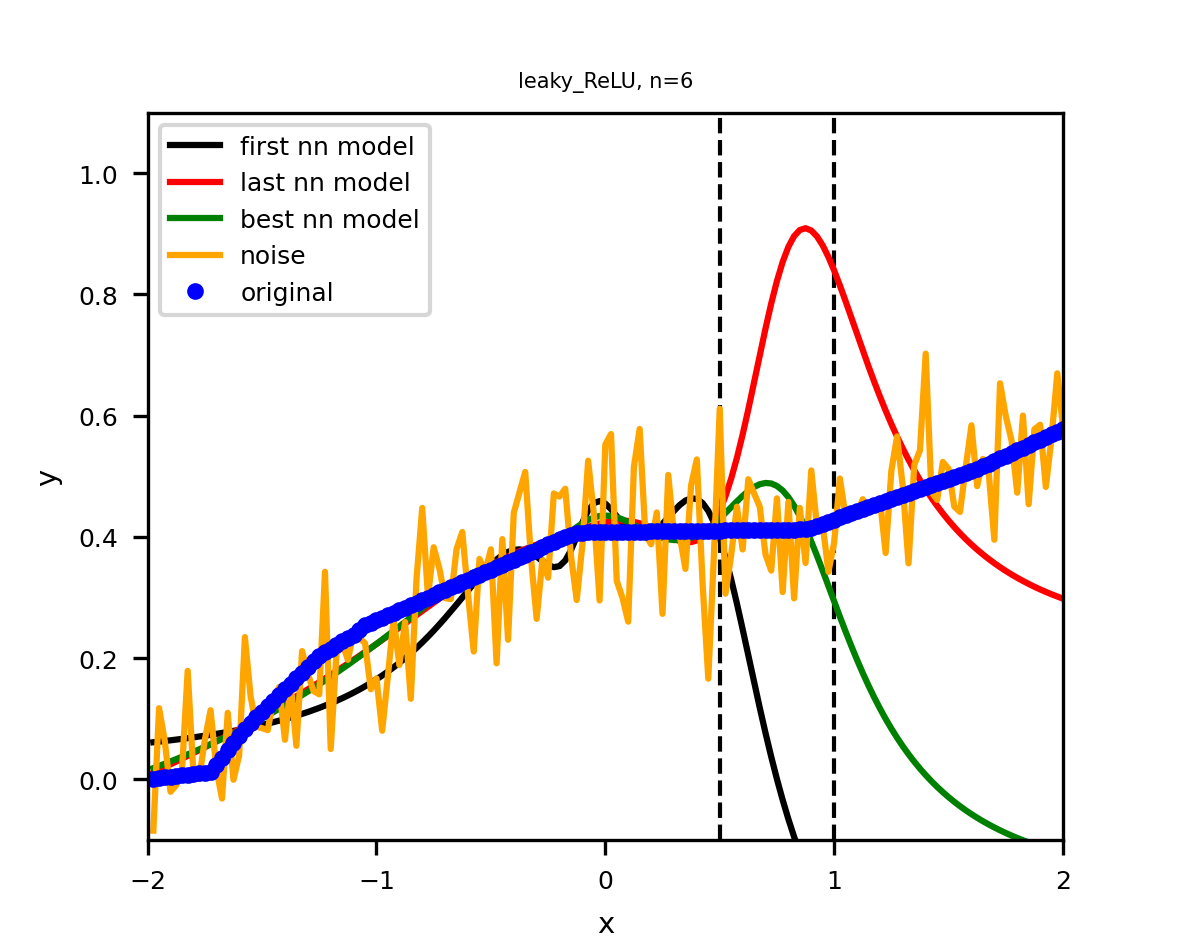 leaky_ReLU, n=6
first nn model
last nn model
best nn model
noise
original
1.0
0.8
0.6
0.4
0.2
0.0
y
−2
−1
0
1
2
x